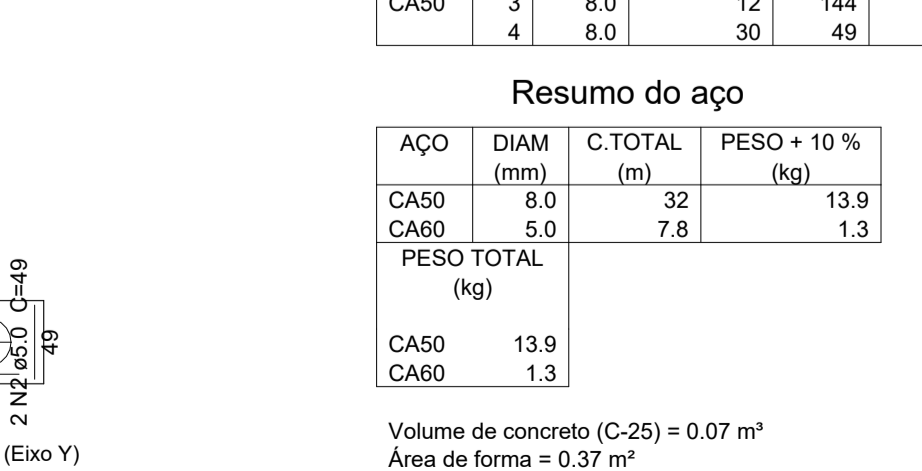 CA50 3 8.0 12 144
4 8.0 30 49
Resumo do aço
AÇO DIAM C.TOTAL PESO + 10 %
(mm) (m) (kg)
CA50 8.0 32 13.9
CA60 5.0 7.8 1.3
PESO TOTAL
(kg)
CA50 13.9
CA60 1.3
Volume de concreto (C-25) = 0.07 m³
Área de forma = 0.37 m²
2 N2 ø5.0 C=49
49
(Eixo Y)